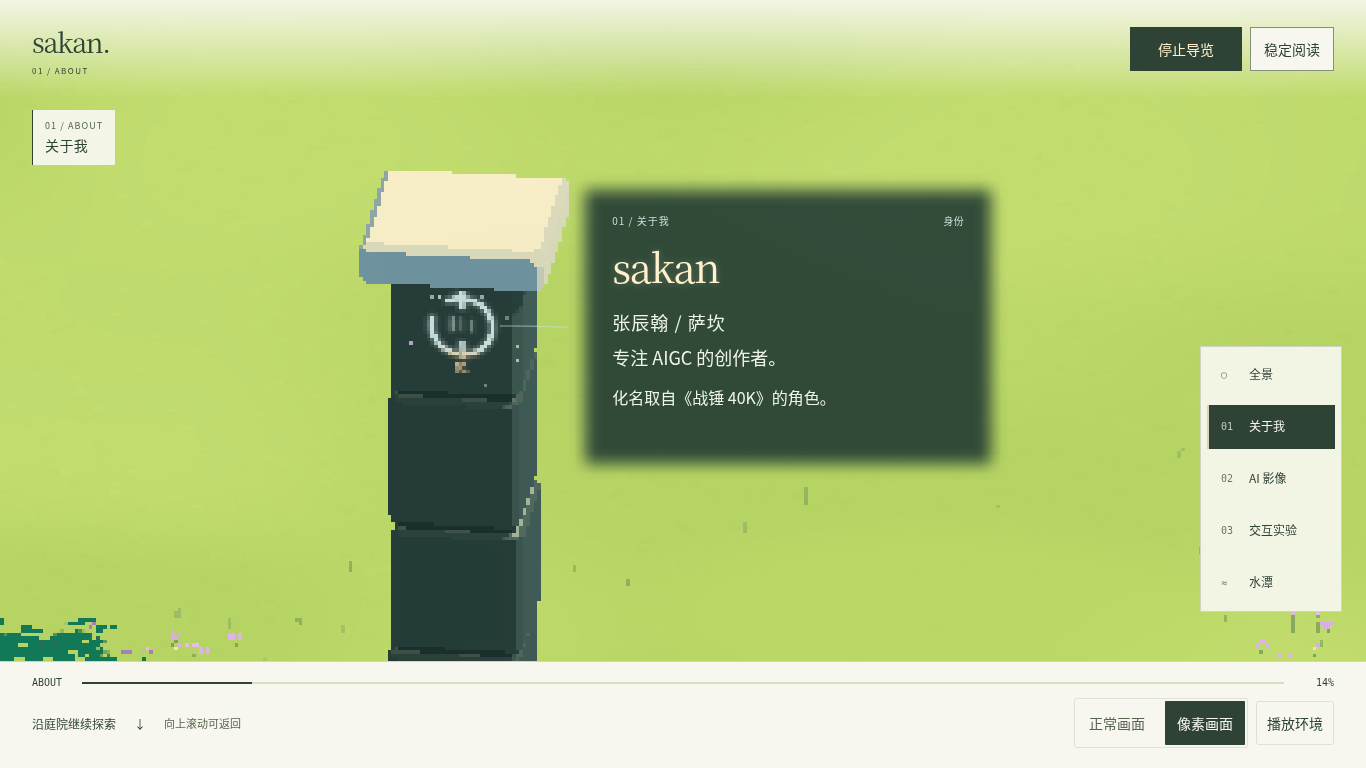 sakan.
01 / ABOUT
停止导览
稳定阅读
01 / ABOUT
关于我
01 / 关于我
身份
sakan
张辰翰 / 萨坎
专注 AIGC 的创作者。
化名取自《战锤 40K》的角色。
○ 全景
01 关于我
02 AI 影像
03 交互实验
≈ 水潭
ABOUT
14%
沿庭院继续探索 ↓ 向上滚动可返回
正常画面
像素画面
播放环境